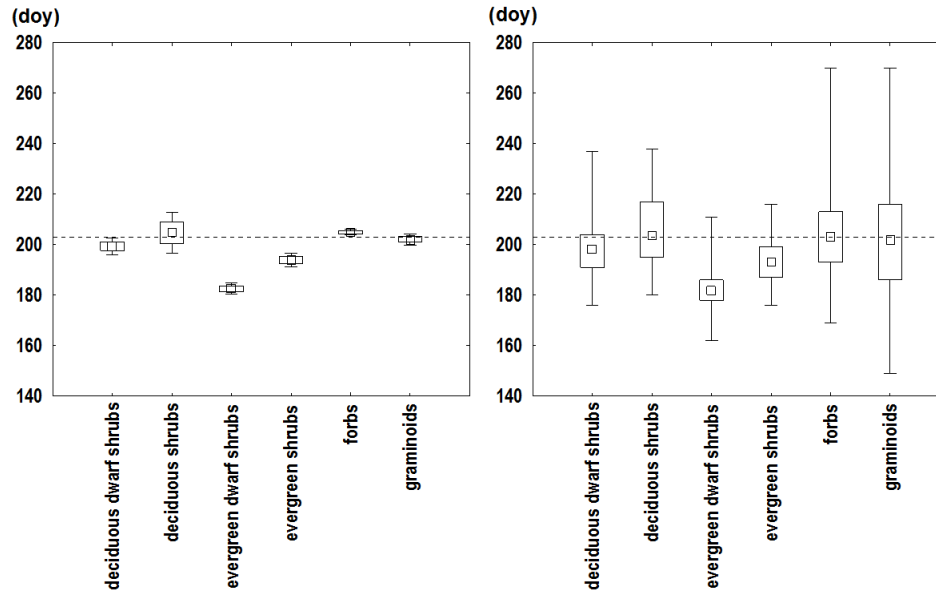 (doy)
280
260
240
220
200
180
160
140
deciduous dwarf shrubs
deciduous shrubs
evergreen dwarf shrubs
evergreen shrubs
forbs
graminoids
(doy)
280
260
240
220
200
180
160
140
deciduous dwarf shrubs
deciduous shrubs
evergreen dwarf shrubs
evergreen shrubs
forbs
graminoids